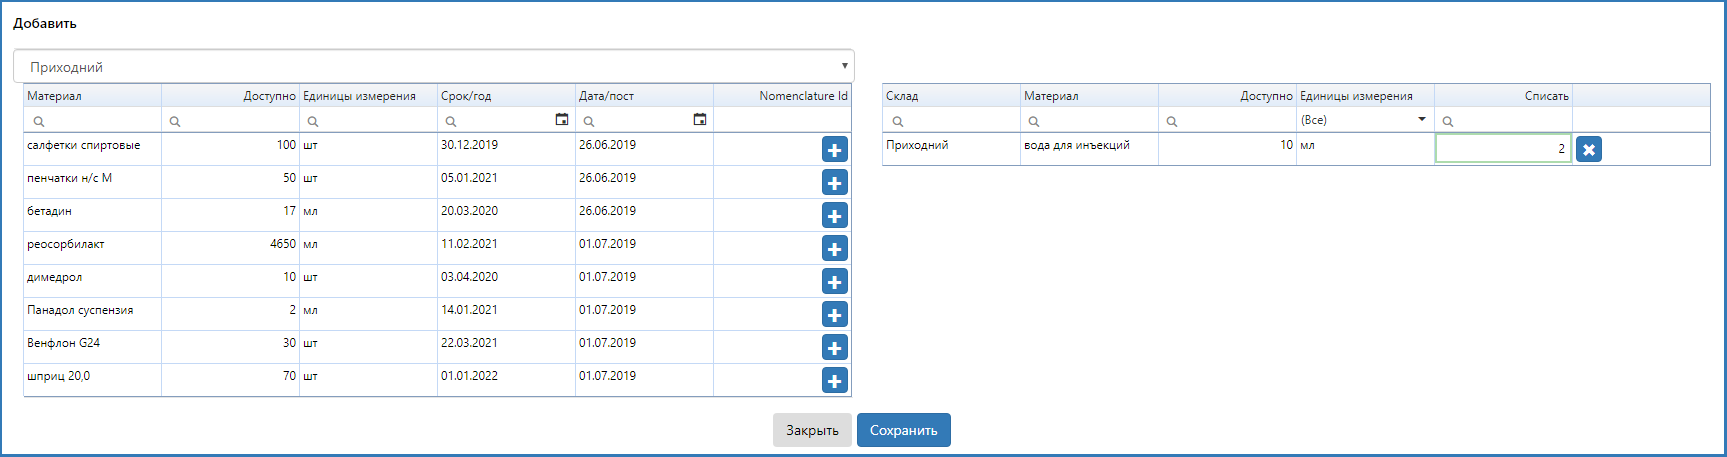 Добавить
Приходний
Материал Доступно Единицы измерения Срок/год Дата/пост Nomenclature Id
салфетки спиртовые 100 шт 30.12.2019 26.06.2019
пенчатки н/с М 50 шт 05.01.2021 26.06.2019
бетадин 17 мл 20.03.2020 26.06.2019
реосорбилакт 4650 мл 11.02.2021 01.07.2019
димедрол 10 шт 03.04.2020 01.07.2019
Панадол суспензия 2 мл 14.01.2021 01.07.2019
Венфлон G24 30 шт 22.03.2021 01.07.2019
шприц 20,0 70 шт 01.01.2022 01.07.2019
Склад Материал Доступно Единицы измерения Списать
(Все)
Приходний вода для инъекций 10 мл 2
Закрыть Сохранить